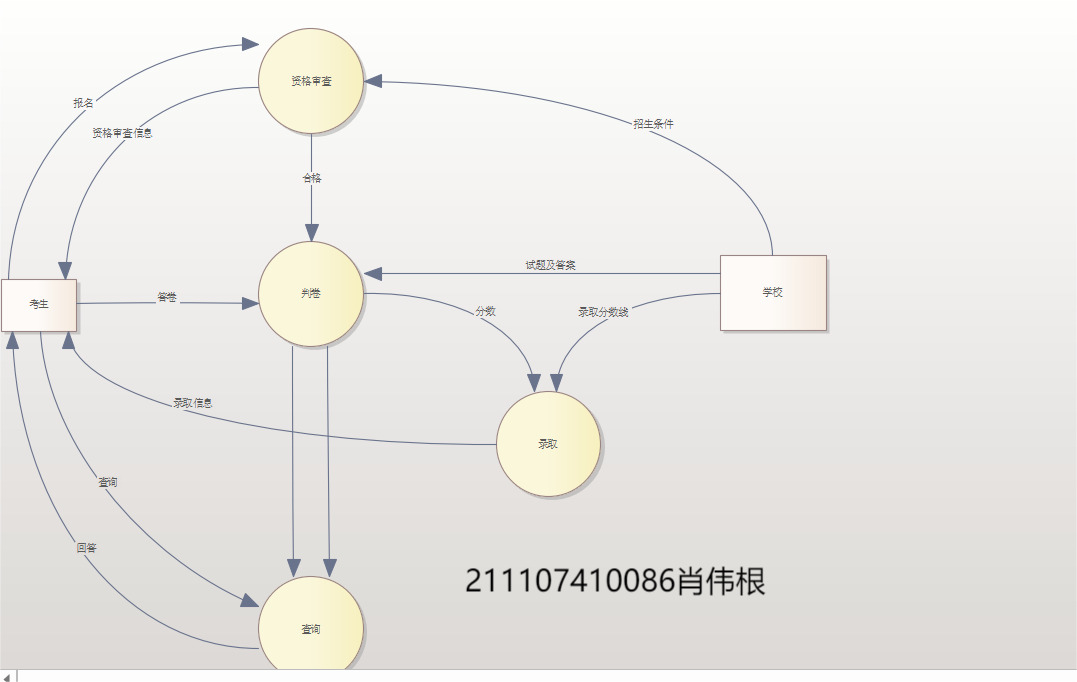 资格审查
报名
招生条件
资格审查信息
合格
试题及答案
学校
判卷
答卷
考生
分数
录取分数线
录取信息
录取
查询
回答
211107410086肖伟根
查询